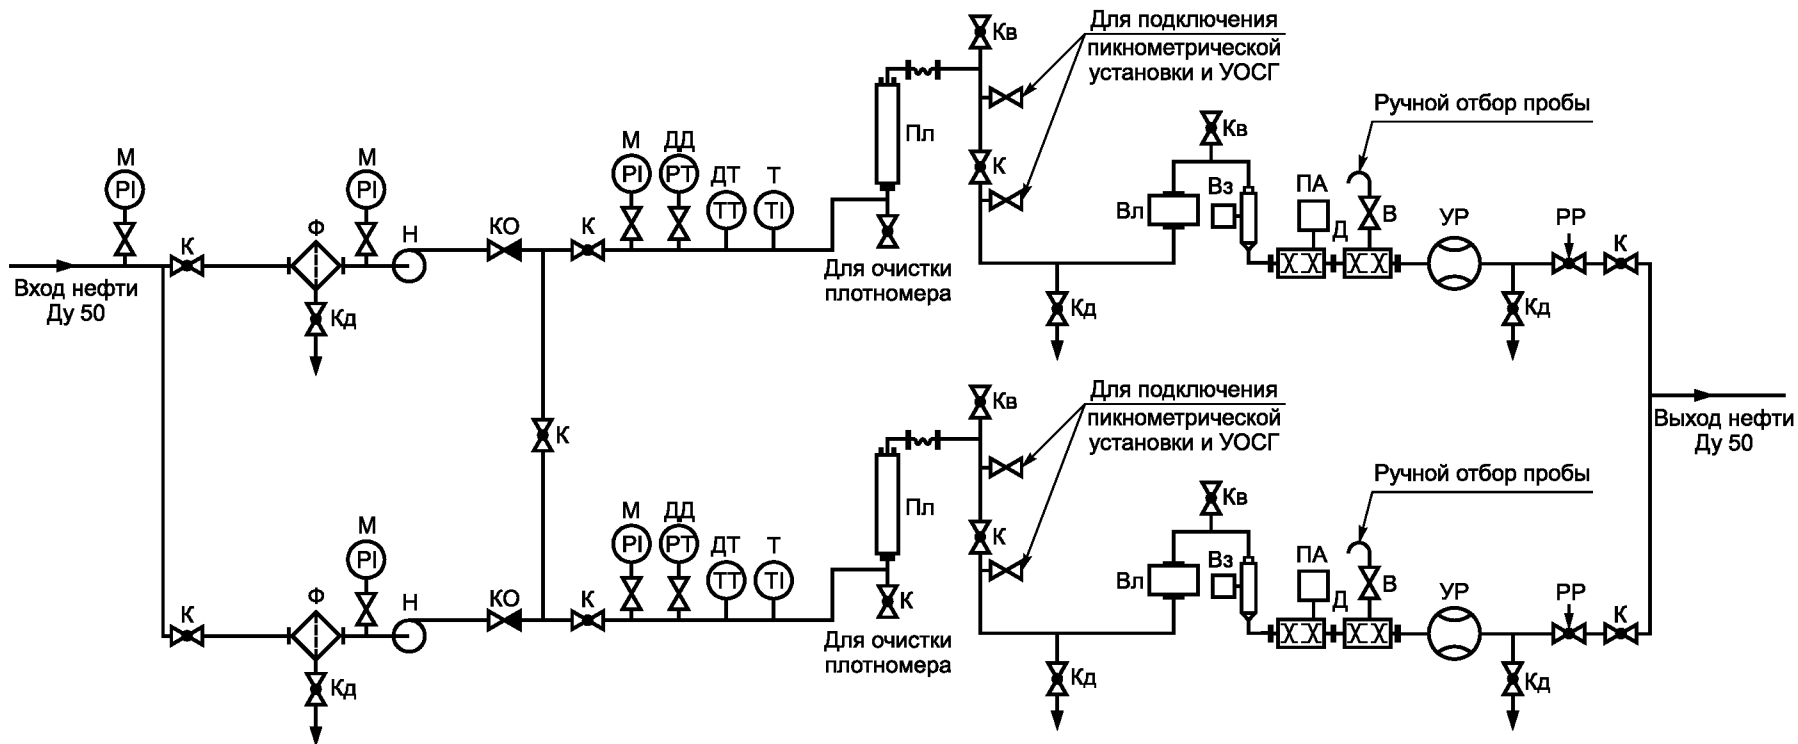 Для подключения
пикнометрической
установки и УОСГ
Кв
Ручной отбор пробы
Пл
Кв
М
ДД
М
М
PI
PT
ДТ
Т
К
Вз
ПА
PI
PI
TT
TI
Вл
Д
В
УР
РР
К
К
Ф
Н
КО
К
Для очистки
плотномера
Вход нефти
Ду 50
Кд
Кд
Кд
Для подключения
пикнометрической
установки и УОСГ
Кв
Выход нефти
Ду 50
К
Ручной отбор пробы
Пл
Кв
М
ДД
М
PI
PT
ДТ
Т
К
Вз
ПА
PI
TT
TI
Вл
Д
В
УР
РР
К
К
Ф
Н
КО
К
К
Для очистки
плотномера
Кд
Кд
Кд